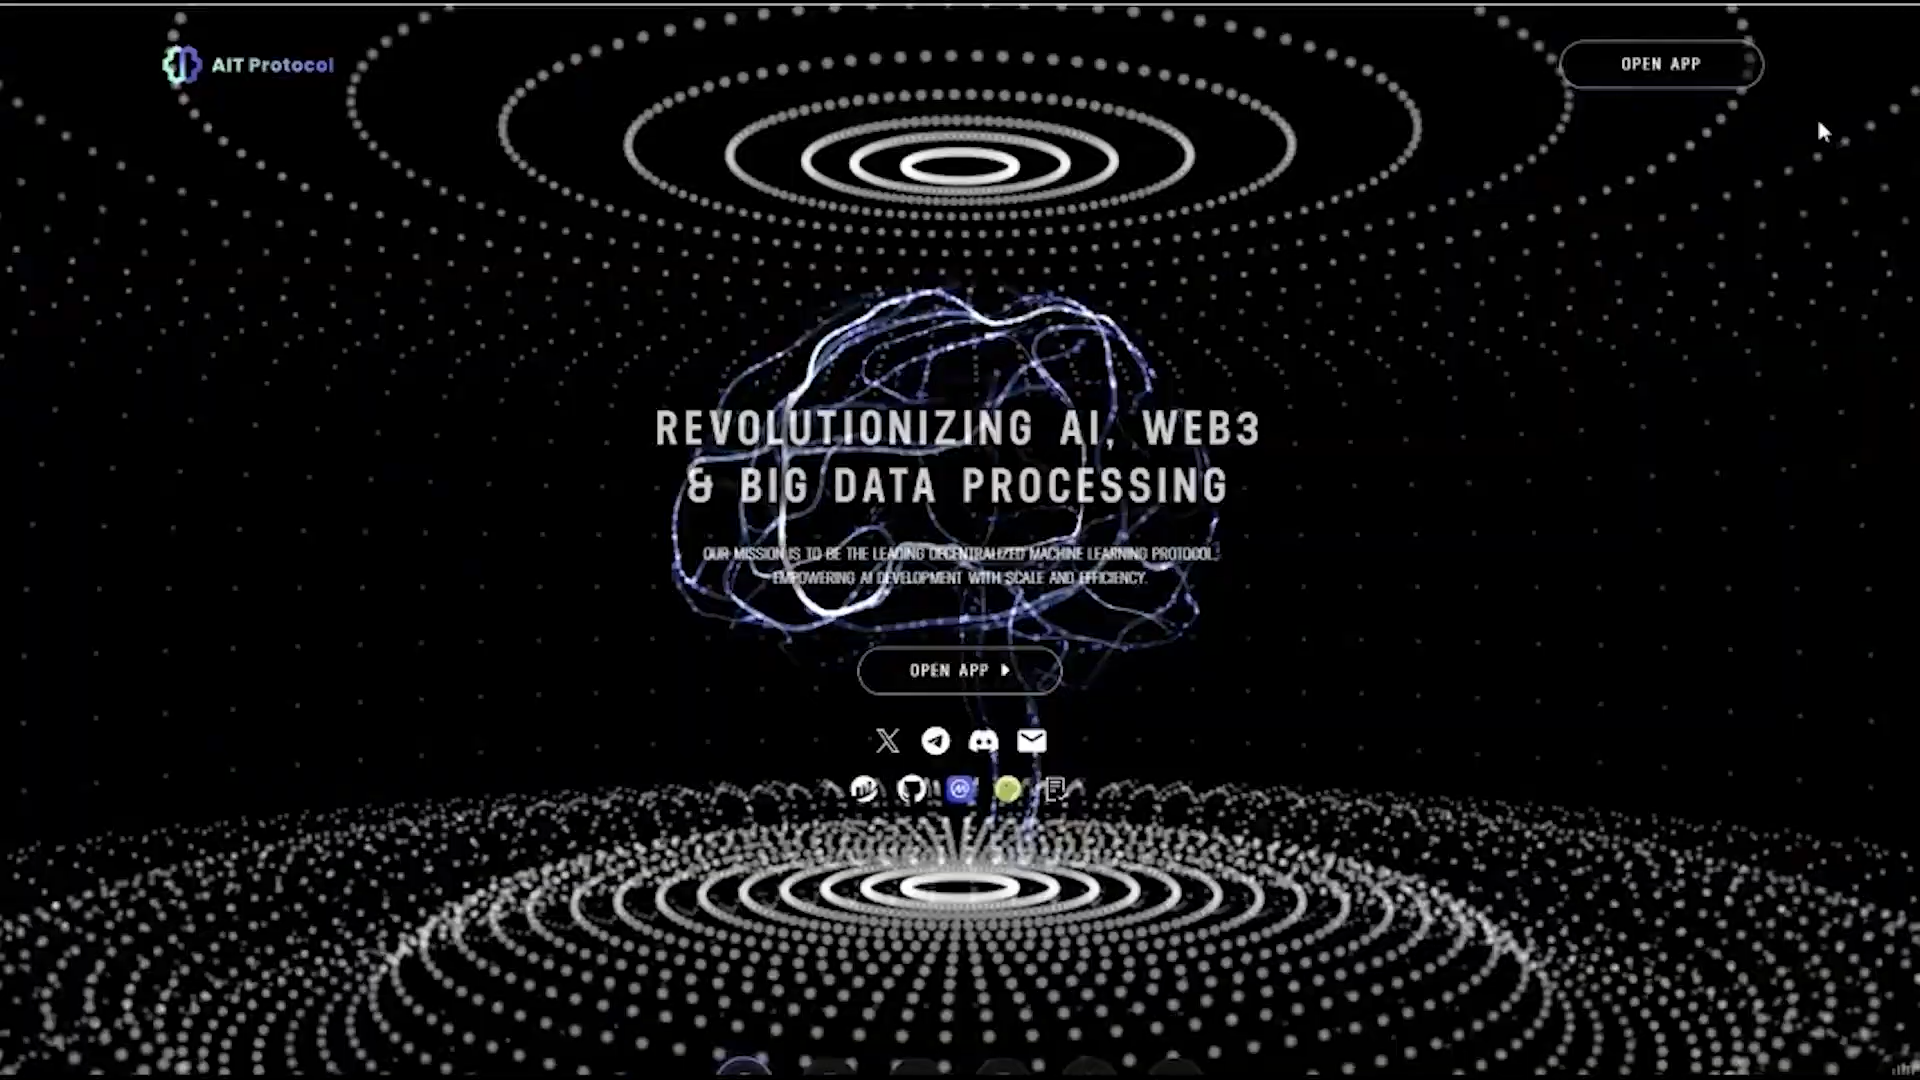 AIT Protocol
OPEN APP
REVOLUTIONIZING AI, WEB3
& BIG DATA PROCESSING
OUR MISSION IS TO BE THE LEADING DECENTRALIZED MACHINE LEARNING PROTOCOL,
EMPOWERING AI DEVELOPMENT WITH SCALE AND EFFICIENCY.
OPEN APP